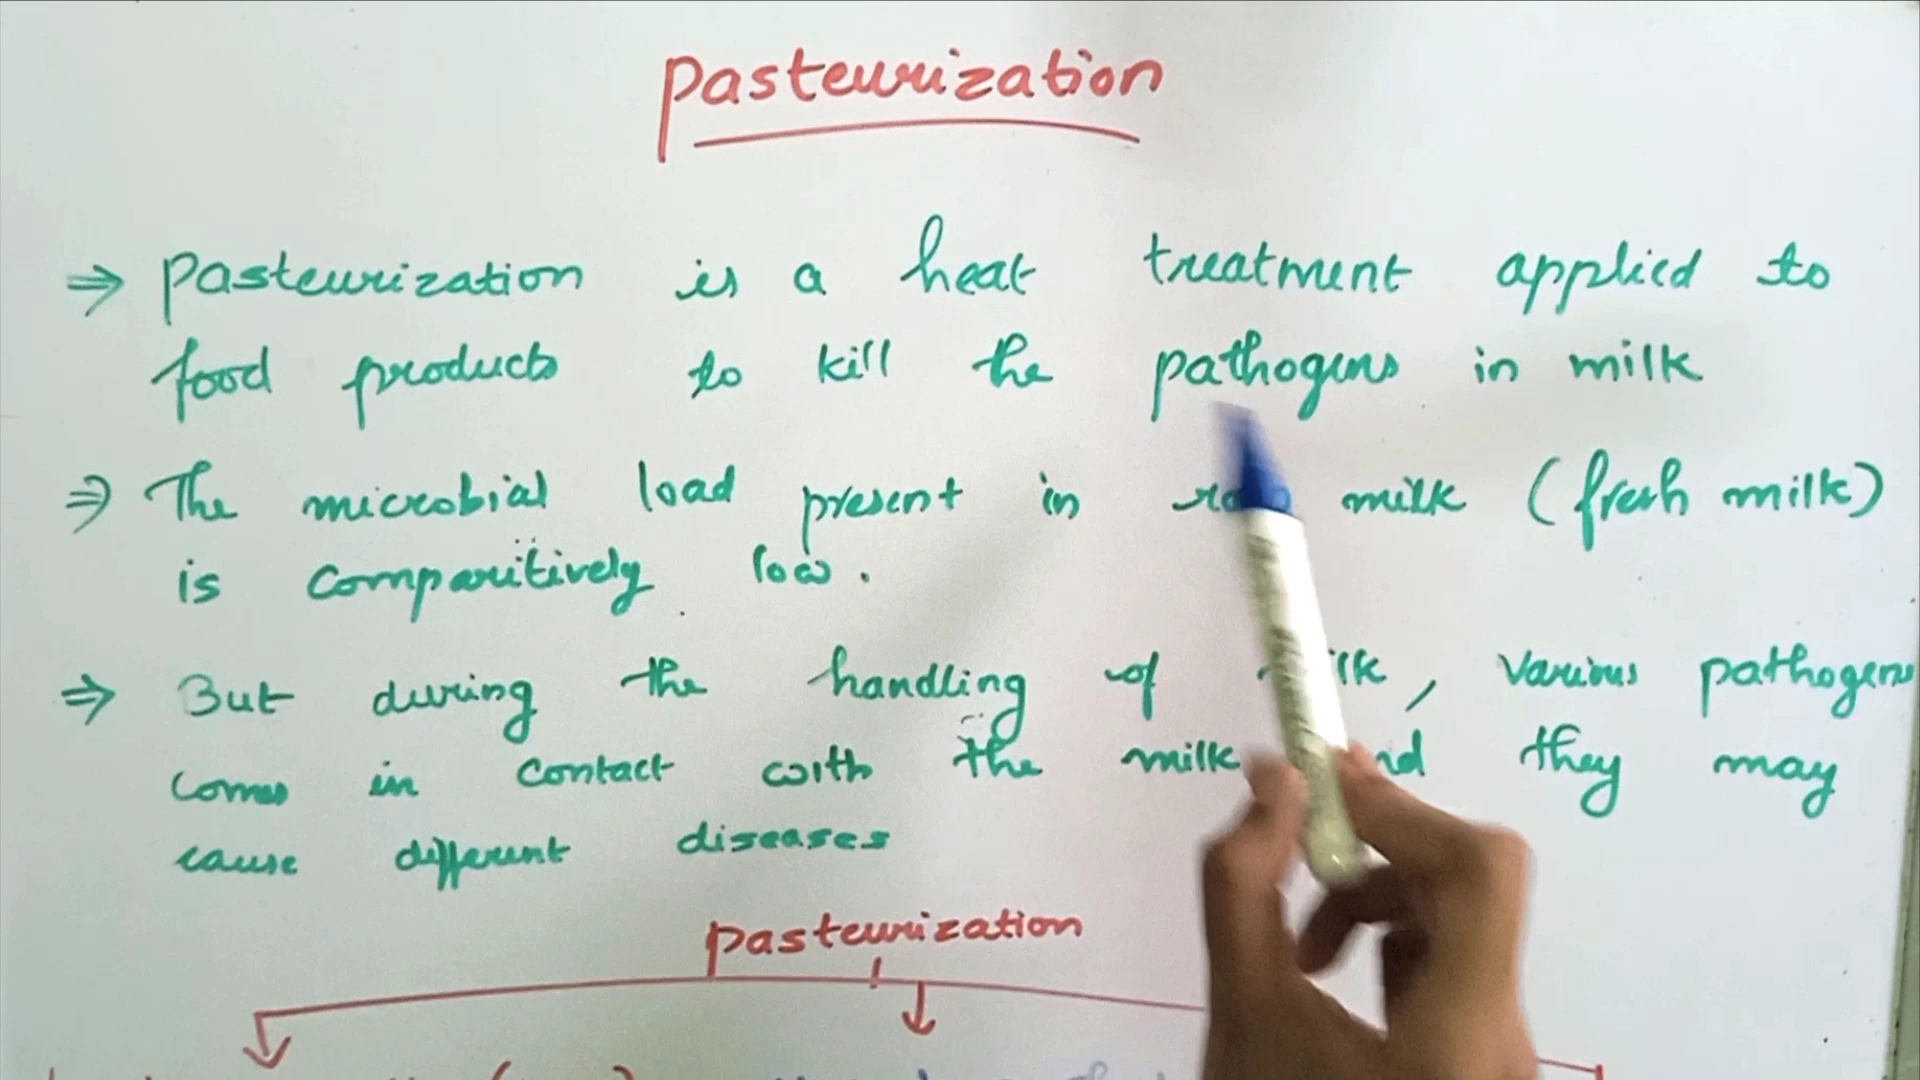 Pasteurization
⇒ Pasteurization is a heat treatment applied to
food products to kill the pathogens in milk
⇒ The microbial load present in milk (fresh milk)
is comparitively low.
⇒ But during the handling of , various pathogens
comes in contact with the milk they may
cause different diseases
Pasteurization